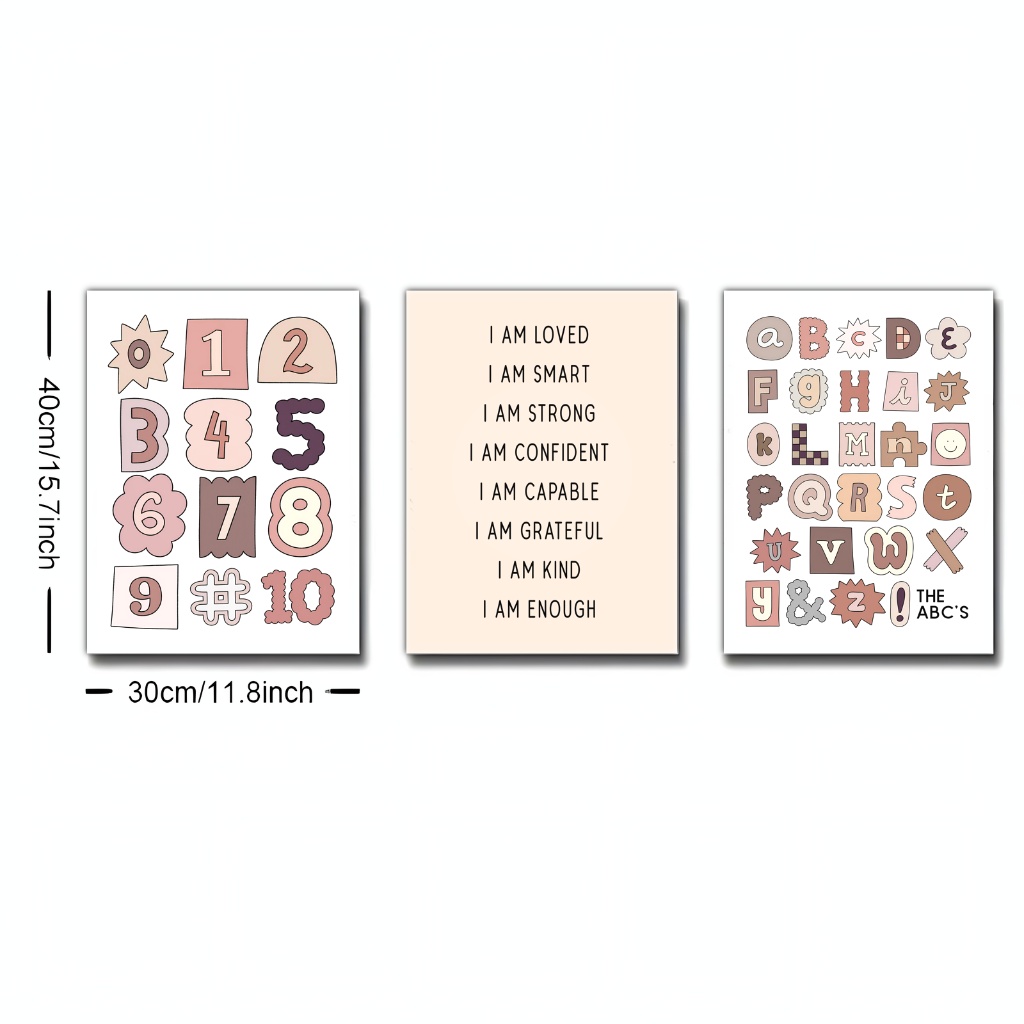 0 1 2
3 4 5
6 7 8
9 # 10
I AM LOVED
I AM SMART
I AM STRONG
I AM CONFIDENT
I AM CAPABLE
I AM GRATEFUL
I AM KIND
I AM ENOUGH
a B c D E
F g H i J
k L M n
P Q R S t
u v w X
y & z ! THE
ABC'S
40cm/15.7inch
30cm/11.8inch